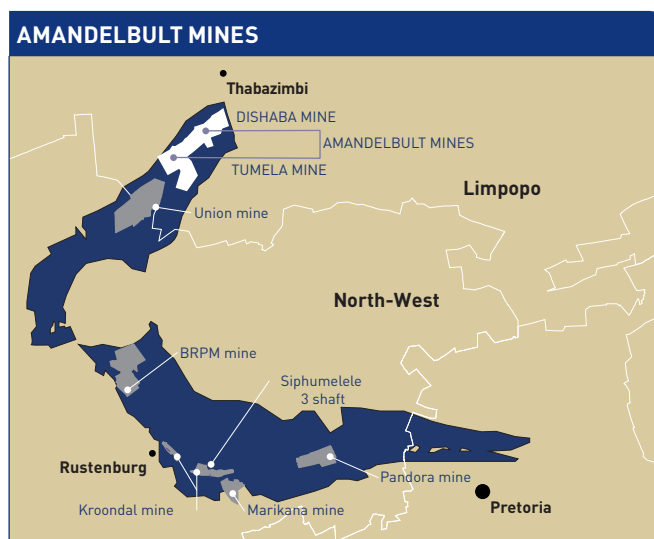 AMANDELBULT MINES
Thabazimbi
DISHABA MINE
AMANDELBULT MINES
TUMELA MINE
Limpopo
Union mine
North-West
BRPM mine
Siphumelele
3 shaft
Rustenburg
Pandora mine
Kroondal mine
Marikana mine
Pretoria